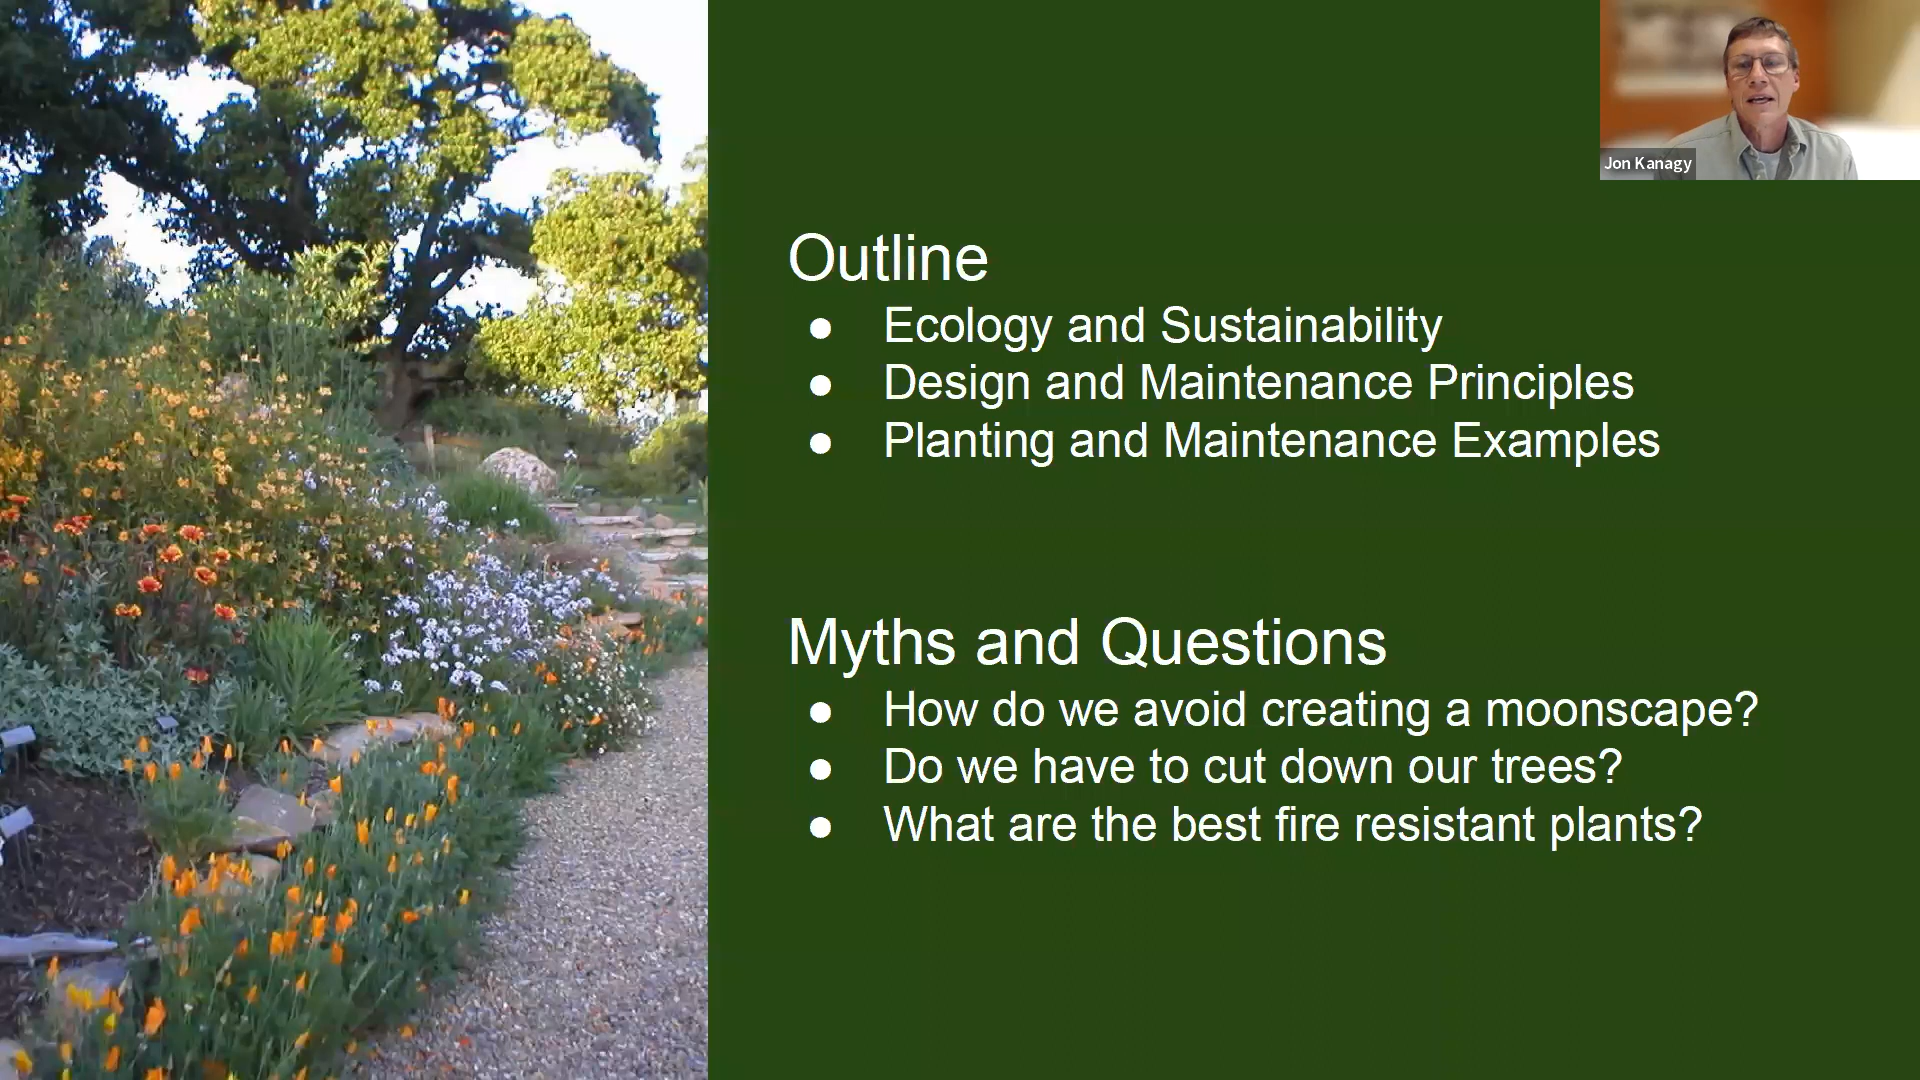 Jon Kanagy
Outline
● Ecology and Sustainability
● Design and Maintenance Principles
● Planting and Maintenance Examples
Myths and Questions
● How do we avoid creating a moonscape?
● Do we have to cut down our trees?
● What are the best fire resistant plants?